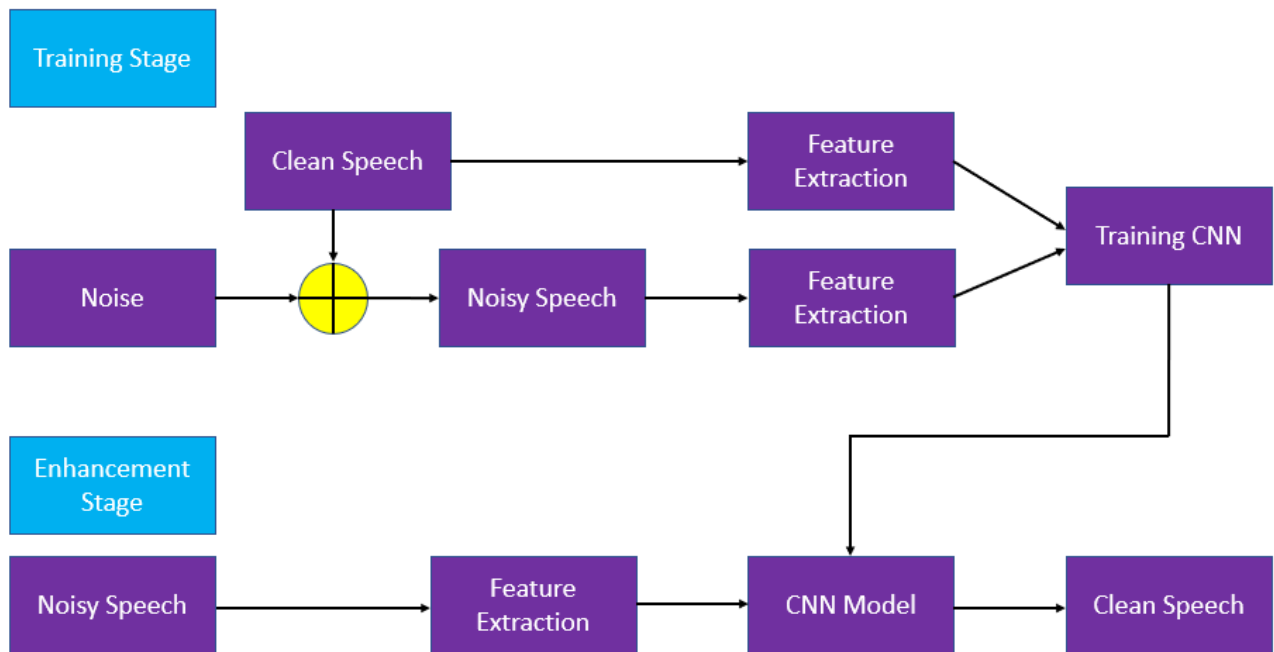 Training Stage
Clean Speech
Feature
Extraction
Training CNN
Noise
Noisy Speech
Feature
Extraction
Enhancement
Stage
Noisy Speech
Feature
Extraction
CNN Model
Clean Speech